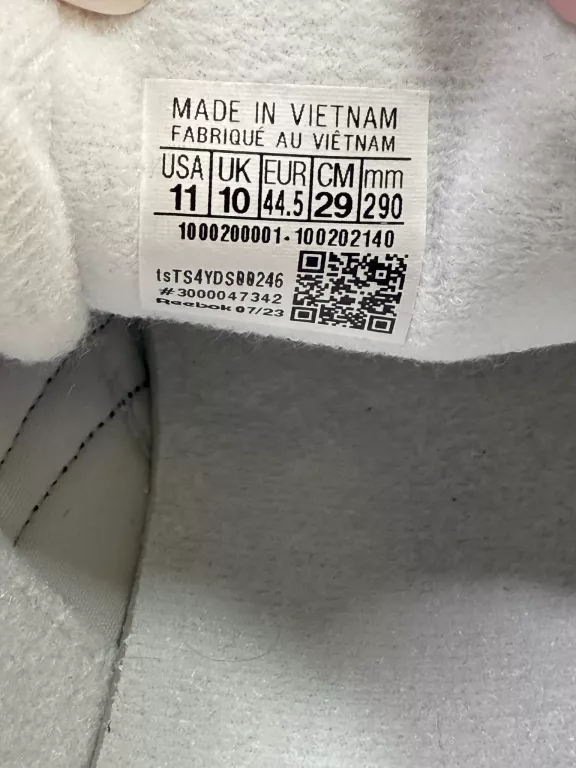 MADE IN VIETNAM
FABRIQUÉ AU VIÊTNAM
USA UK EUR CM mm
11 10 44.5 29 290
1000200001-100202140
tsTS4YDS00246
#3000047342
Reebok 07/23